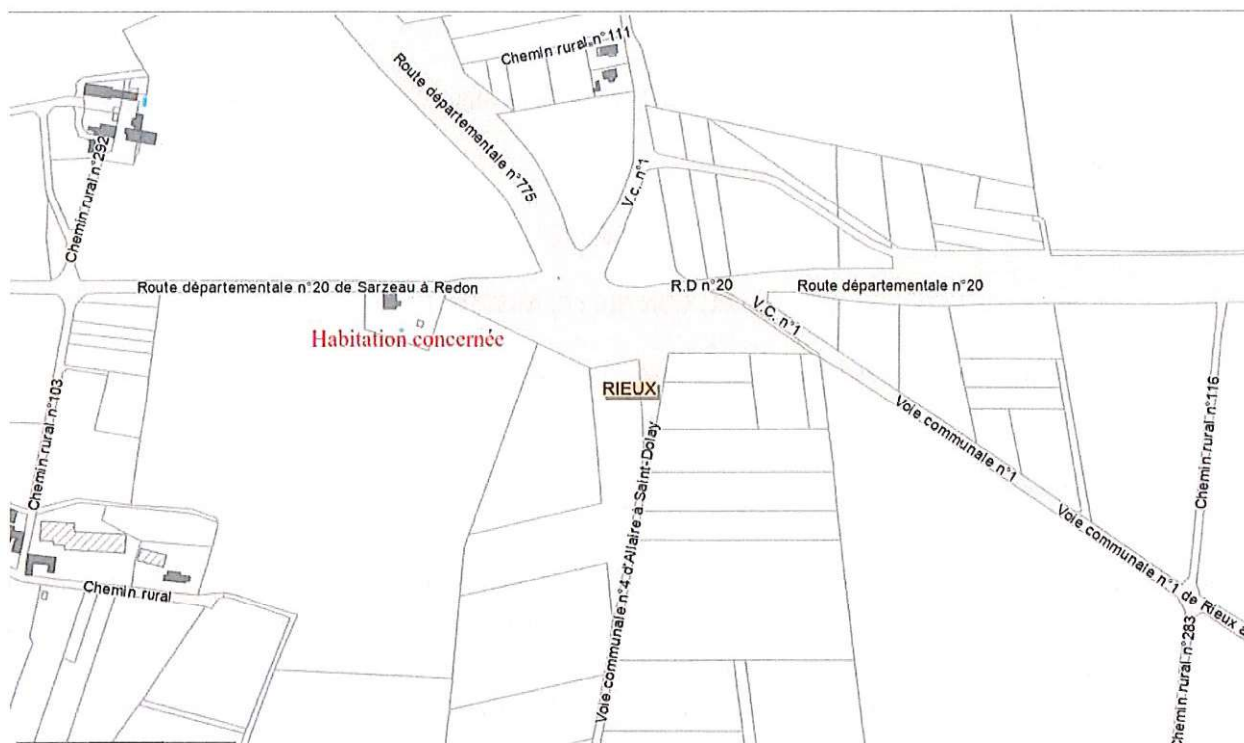 Chemin rural n°111
Route départementale n°775
Chemin rural n°292
V.c. n°1
Route départementale n°20 de Sarzeau à Redon
R.D n°20
Route départementale n°20
V.C. n°1
Habitation concernée
RIEUX
Chemin rural n°103
Voie communale n°1
Chemin rural n°116
Voie communale n°4 d'Allaire à Saint-Dolay
Voie communale n°1 de Rieux à
Chemin rural
Chemin rural n°283